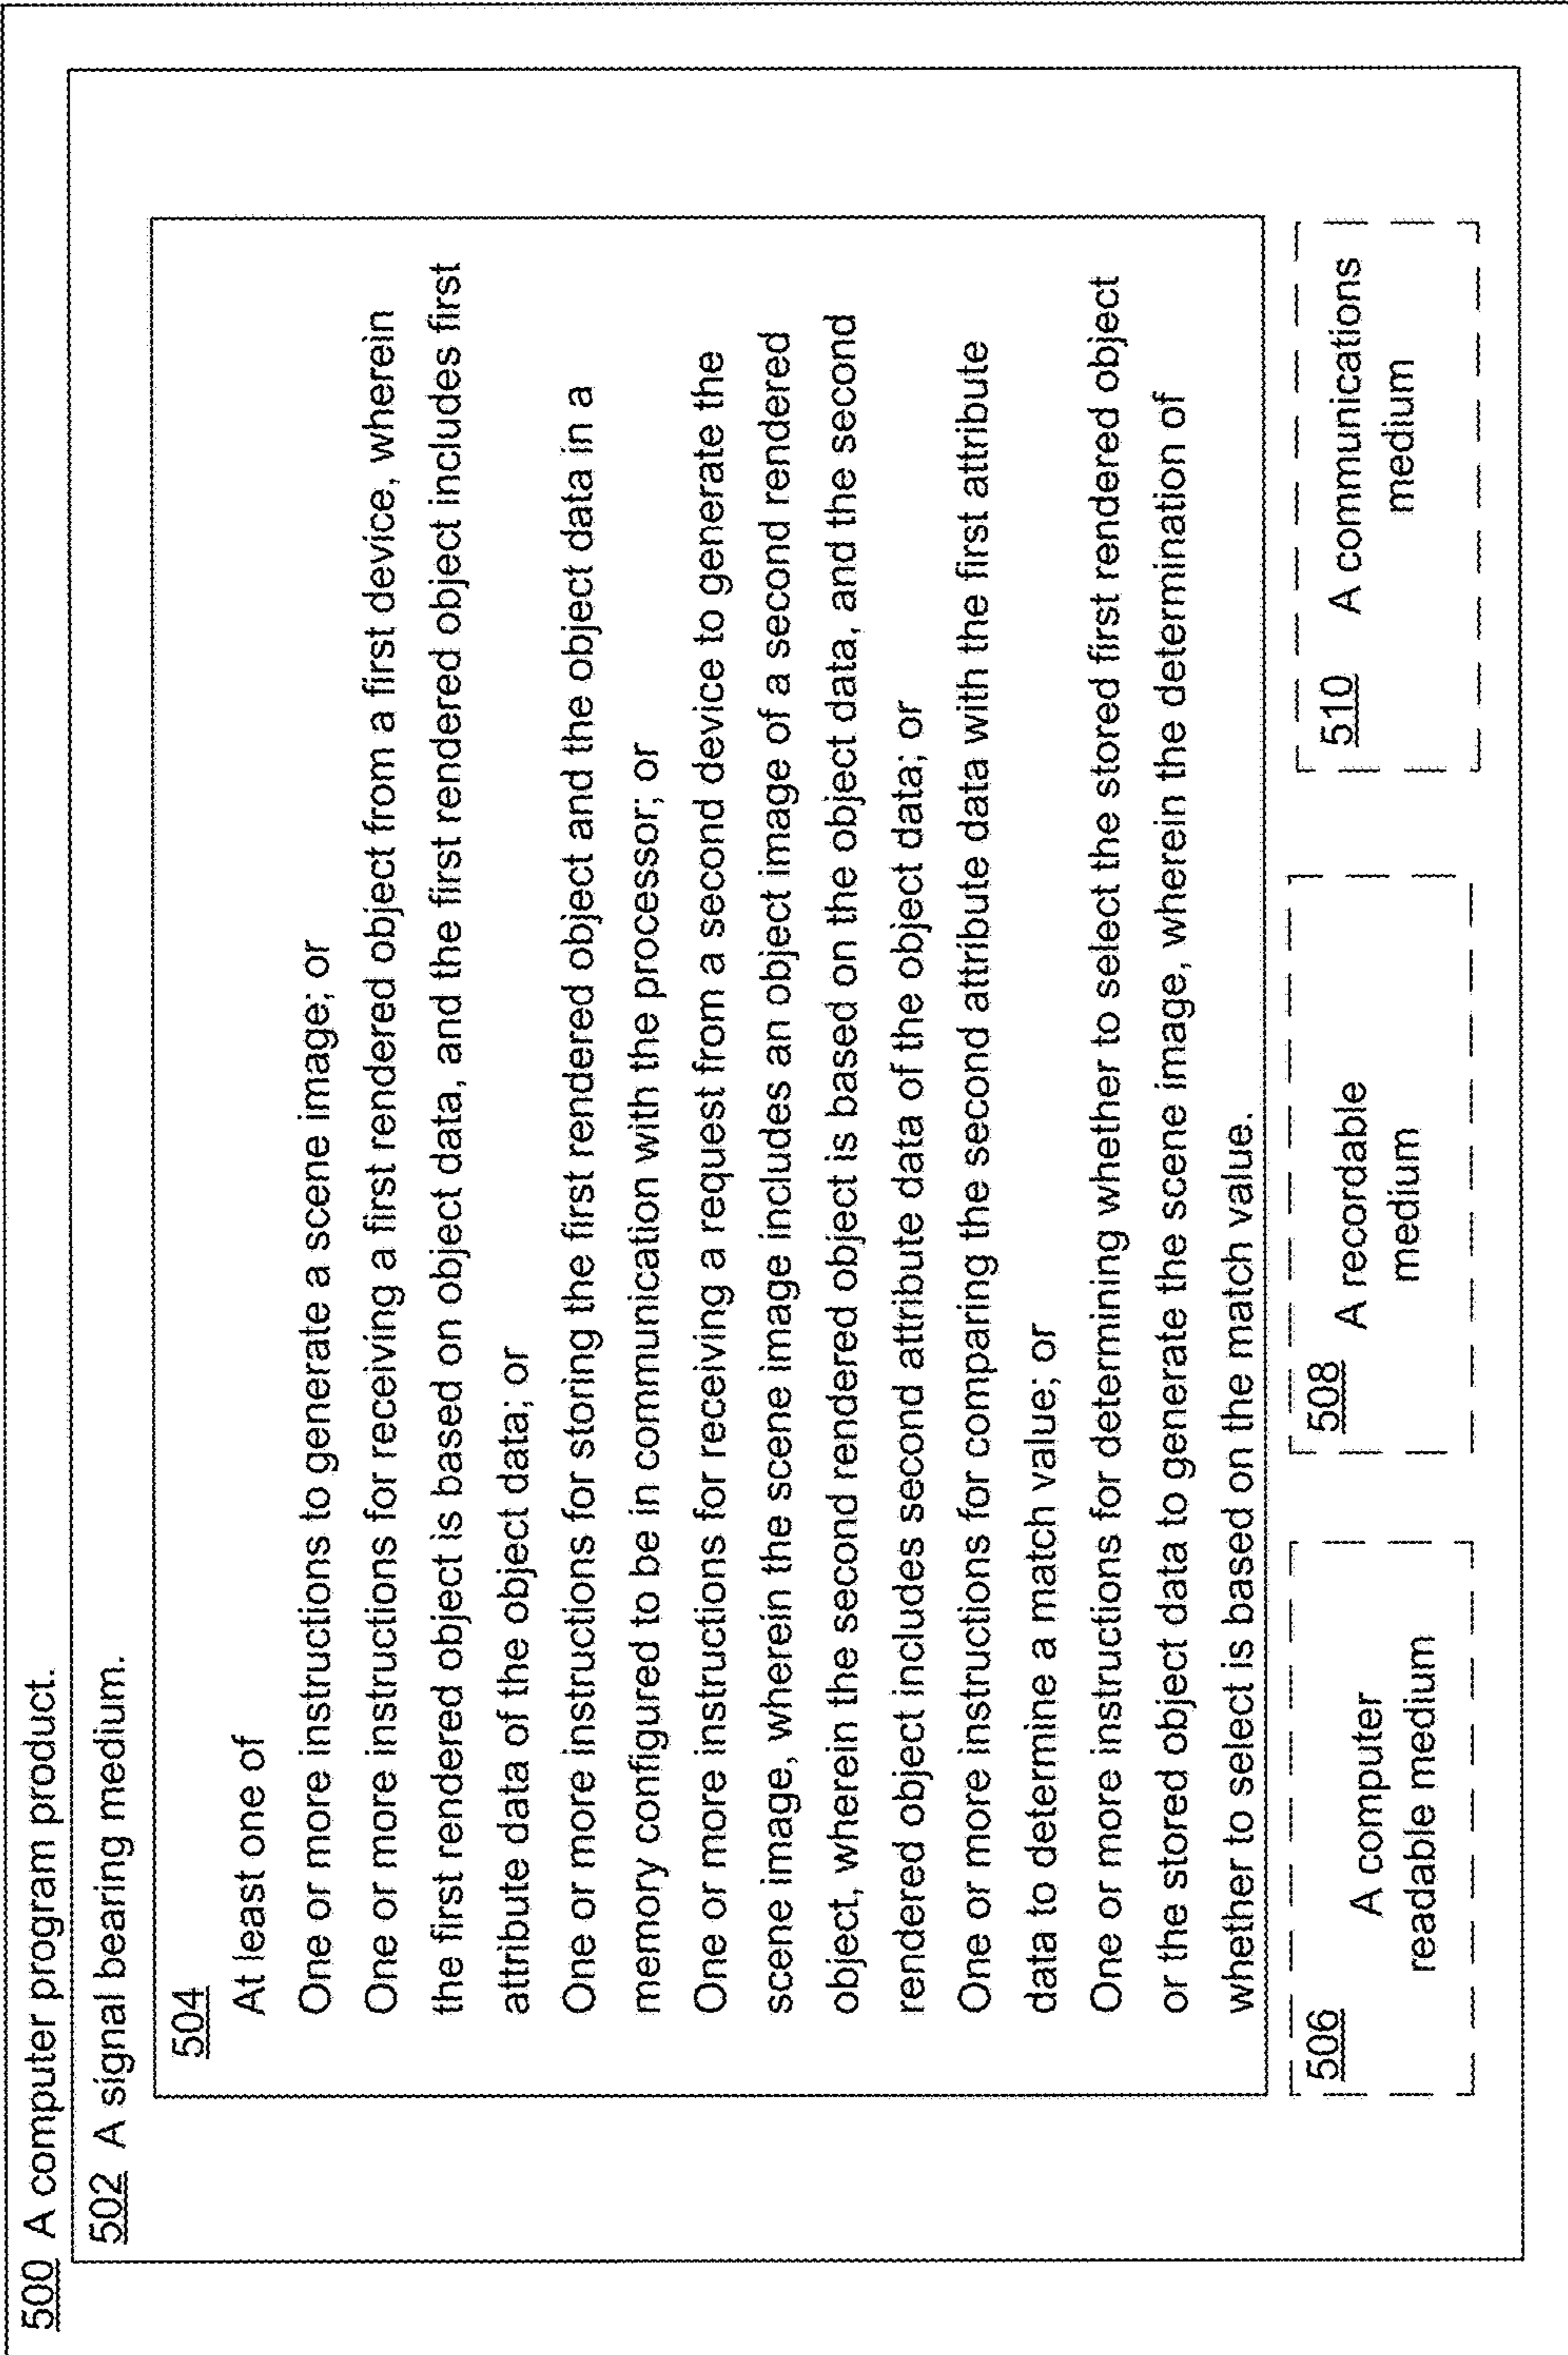 500 A computer program product.
502 A signal bearing medium.
504
At least one of
One or more instructions to generate a scene image; or
One or more instructions for receiving a first rendered object from a first device, wherein
the first rendered object is based on object data, and the first rendered object includes first
attribute data of the object data; or
One or more instructions for storing the first rendered object and the object data in a
memory configured to be in communication with the processor; or
One or more instructions for receiving a request from a second device to generate the
scene image, wherein the scene image includes an object image of a second rendered
object, wherein the second rendered object is based on the object data, and the second
rendered object includes second attribute data of the object data; or
One or more instructions for comparing the second attribute data with the first attribute
data to determine a match value; or
One or more instructions for determining whether to select the stored first rendered object
or the stored object data to generate the scene image, wherein the determination of
whether to select is based on the match value.
506
A computer
readable medium
508 A recordable
medium
510 A communications
medium